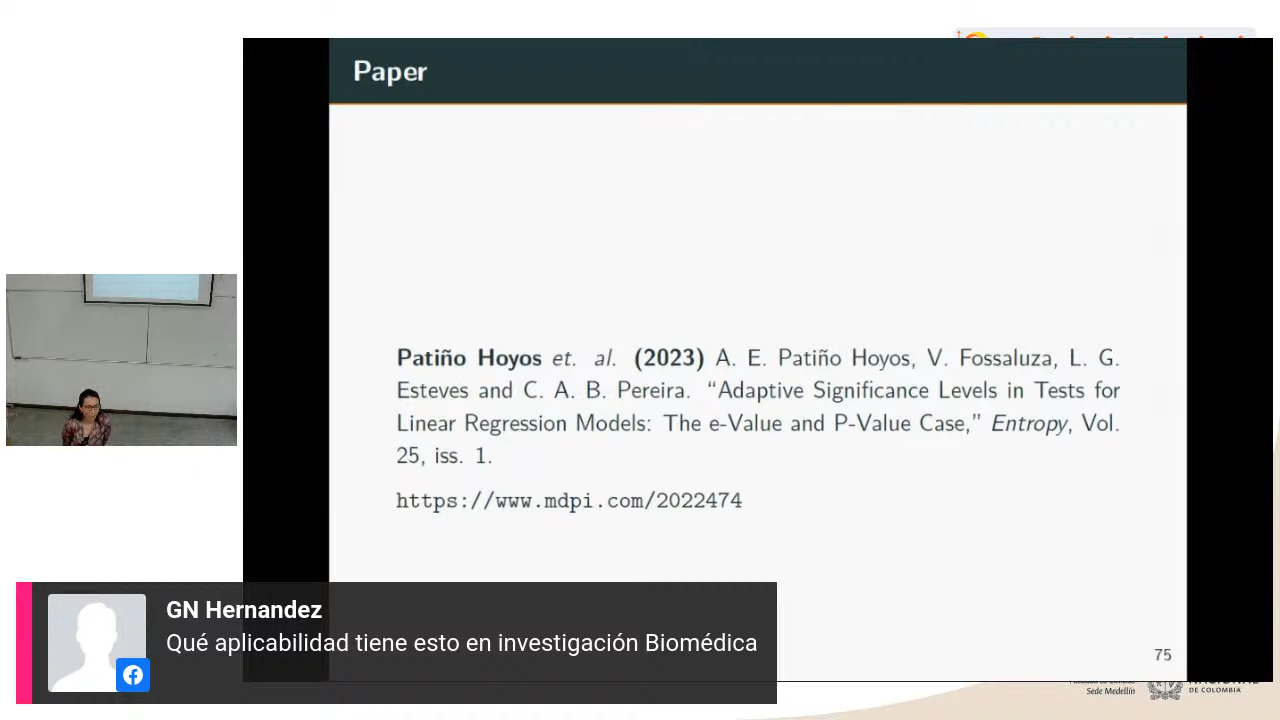 Paper
Patiño Hoyos et. al. (2023) A. E. Patiño Hoyos, V. Fossaluza, L. G.
Esteves and C. A. B. Pereira. “Adaptive Significance Levels in Tests for
Linear Regression Models: The e-Value and P-Value Case,” Entropy, Vol.
25, iss. 1.
https://www.mdpi.com/2022474
GN Hernandez
Qué aplicabilidad tiene esto en investigación Biomédica
75
Sede Medellín
DE COLOMBIA